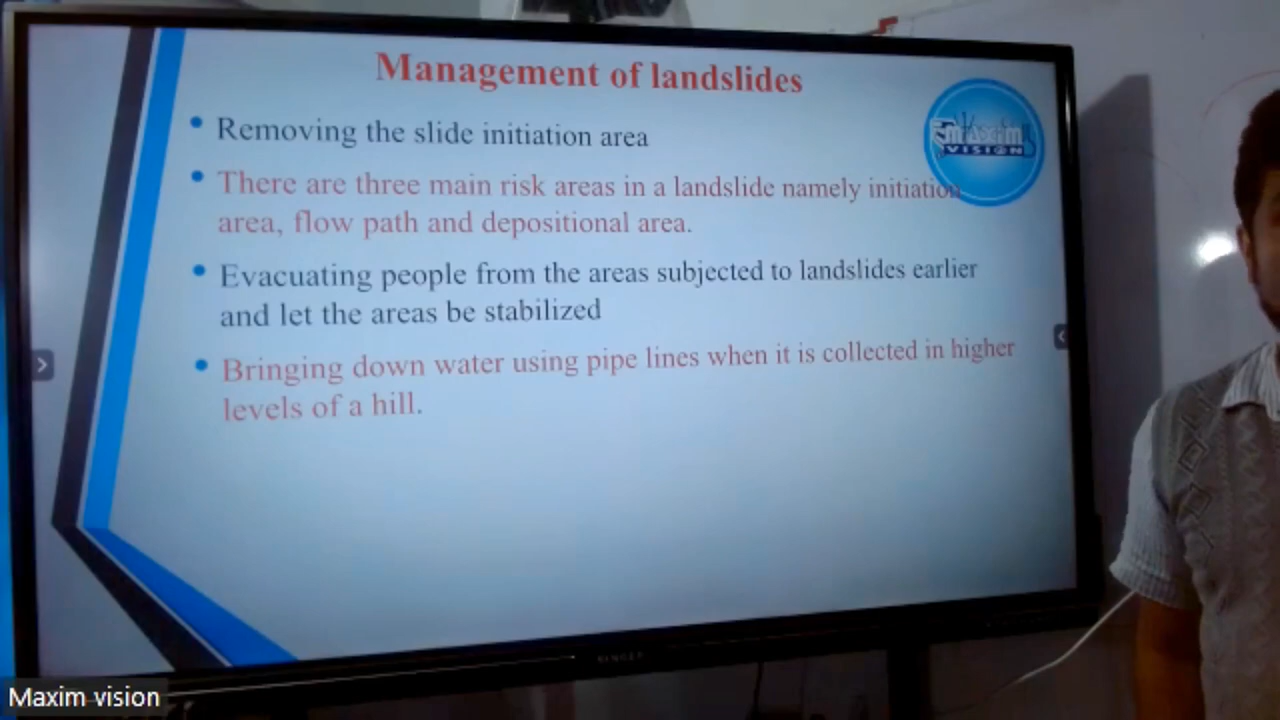 Management of landslides
• Removing the slide initiation area
• There are three main risk areas in a landslide namely initiation
area, flow path and depositional area.
• Evacuating people from the areas subjected to landslides earlier
and let the areas be stabilized
• Bringing down water using pipe lines when it is collected in higher
levels of a hill.
MAXIM
VISION
SINGER
Maxim vision